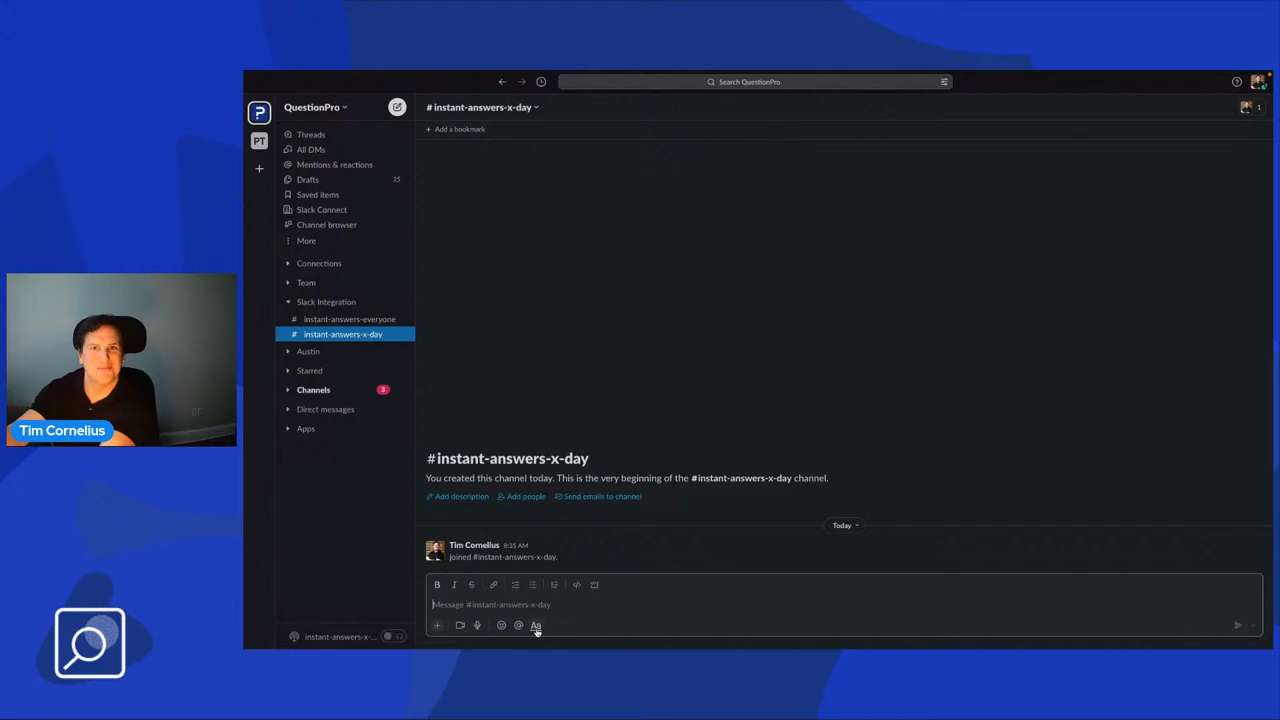 Search QuestionPro
QuestionPro
# instant-answers-x-day
1
Add a bookmark
PT
Threads
All DMs
Mentions & reactions
Drafts
25
Saved items
Slack Connect
Channel browser
More
Connections
Team
Slack Integration
# instant-answers-everyone
# instant-answers-x-day
Austin
Starred
Channels
3
Direct messages
Apps
instant-answers-x-...
Tim Cornelius
#instant-answers-x-day
You created this channel today. This is the very beginning of the #instant-answers-x-day channel.
Add description
Add people
Send emails to channel
Today
Tim Cornelius 8:35 AM
joined #instant-answers-x-day.
B I S
Message #instant-answers-x-day
Aa